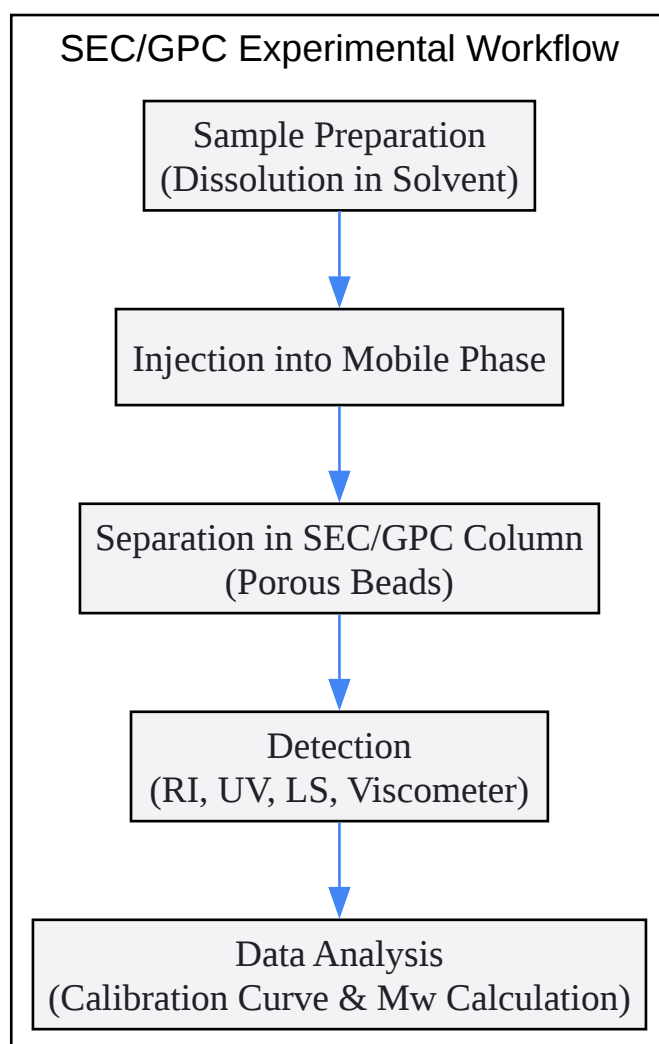 SEC/GPC Experimental Workflow
Sample Preparation
(Dissolution in Solvent)
Injection into Mobile Phase
Separation in SEC/GPC Column
(Porous Beads)
Detection
(RI, UV, LS, Viscometer)
Data Analysis
(Calibration Curve & Mw Calculation)